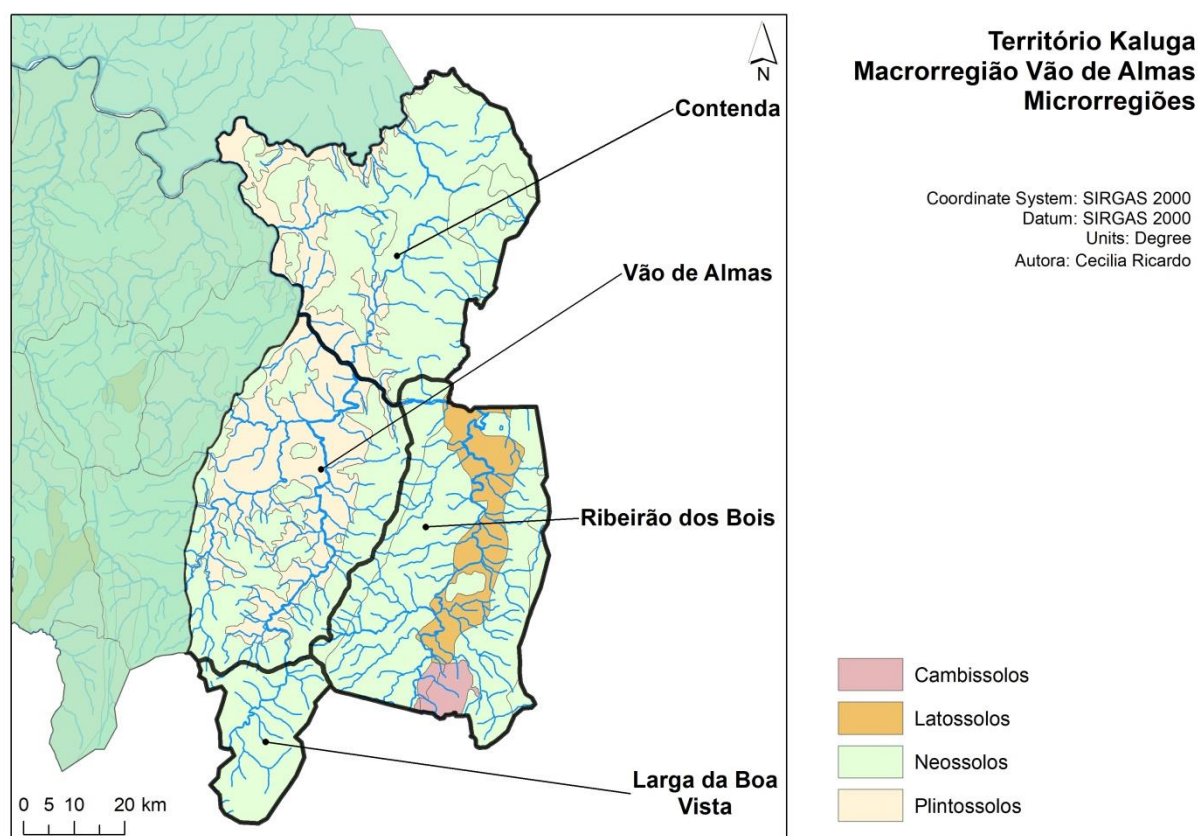 Território Kaluga
Macrorregião Vão de Almas
Microrregiões
Coordinate System: SIRGAS 2000
Datum: SIRGAS 2000
Units: Degree
Autora: Cecilia Ricardo
N
Contenda
Vão de Almas
Ribeirão dos Bois
Larga da Boa
Vista
0 5 10 20 km
Cambissolos
Latossolos
Neossolos
Plintossolos